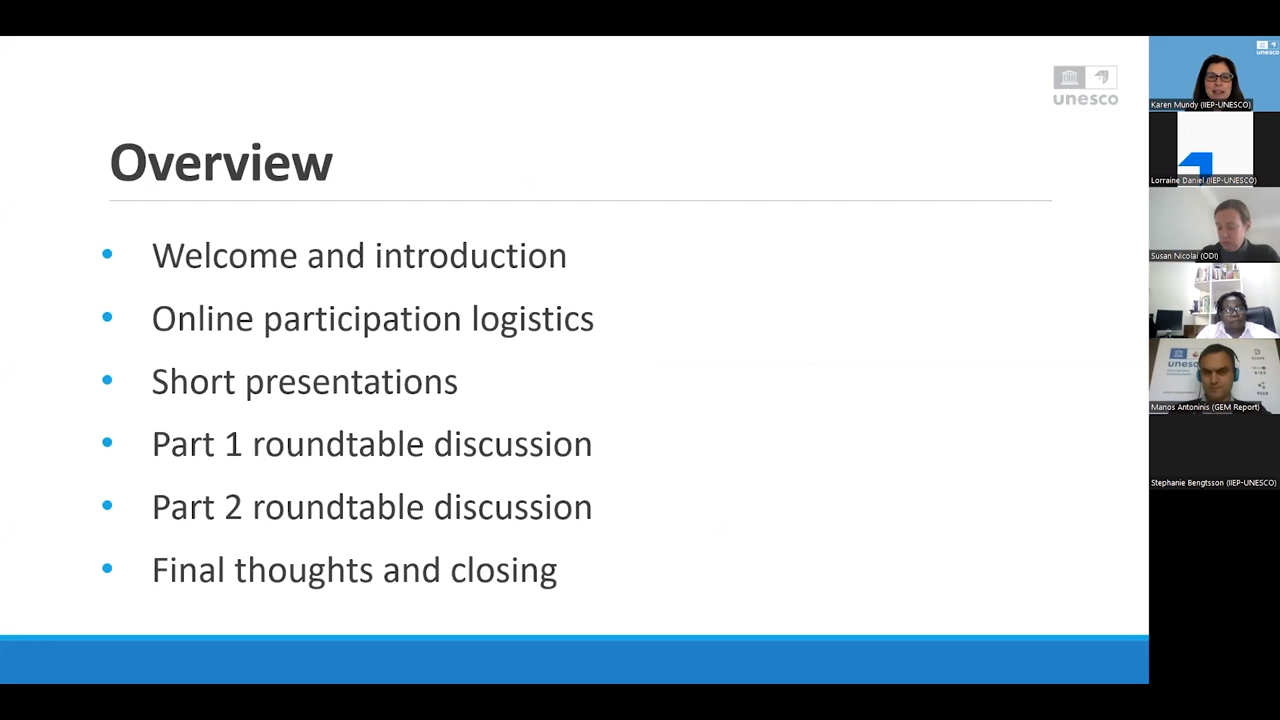 unesco
Overview
• Welcome and introduction
• Online participation logistics
• Short presentations
• Part 1 roundtable discussion
• Part 2 roundtable discussion
• Final thoughts and closing
unesco
Karen Mundy (IIEP-UNESCO)
Lorraine Daniel (IIEP-UNESCO)
Susan Nicolai (ODI)
unesco
Manos Antoninis (GEM Report)
Stephanie Bengtsson (IIEP-UNESCO)